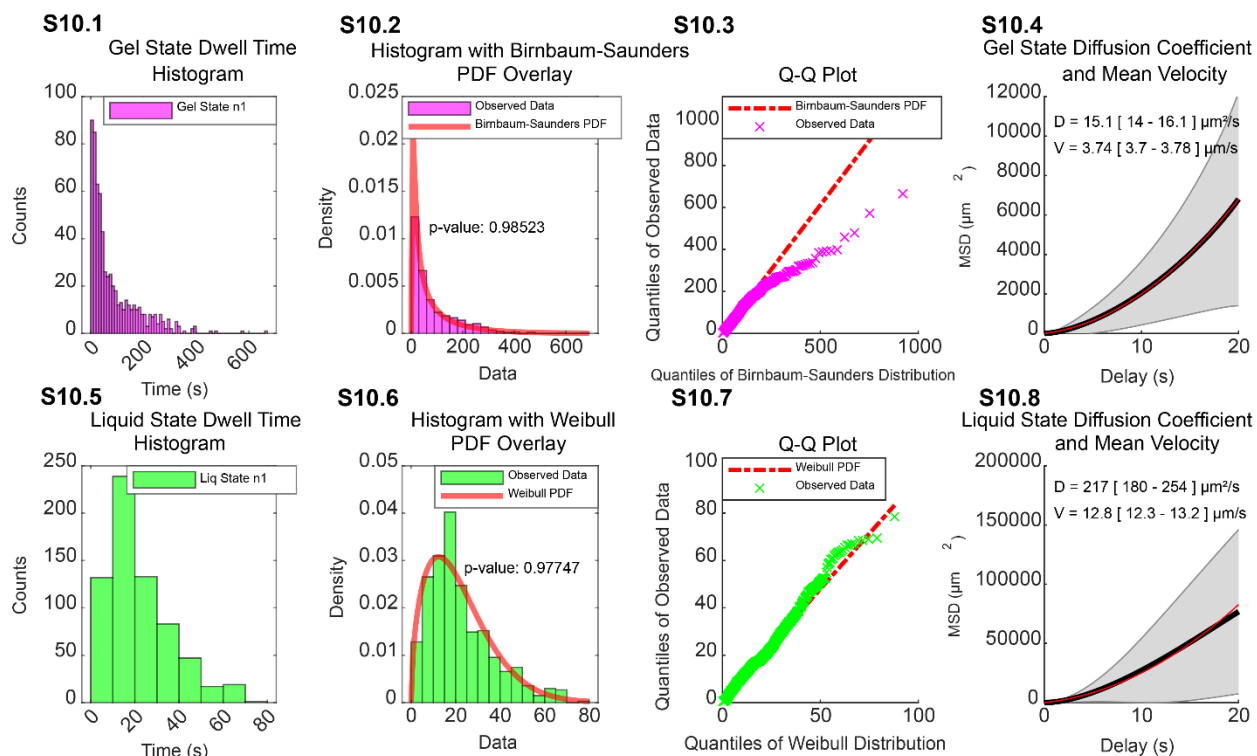 S10.1
Gel State Dwell Time
Histogram
Gel State n1
100
80
60
40
20
0
Counts
0
200
400
600
Time (s)
S10.2
Histogram with Birnbaum-Saunders
PDF Overlay
Observed Data
Birnbaum-Saunders PDF
p-value: 0.98523
0.025
0.02
0.015
0.01
0.005
0
Density
0
200
400
600
Data
S10.3
Q-Q Plot
Birnbaum-Saunders PDF
Observed Data
800
600
400
200
0
Quantiles of Observed Data
0
500
1000
Quantiles of Birnbaum-Saunders Distribution
S10.4
Gel State Diffusion Coefficient
and Mean Velocity
D = 15.1 [ 14 - 16.1 ] µm²/s
V = 3.74 [ 3.7 - 3.78 ] µm/s
12000
10000
8000
6000
4000
2000
0
MSD (µm 2)
0
10
20
Delay (s)
S10.5
Liquid State Dwell Time
Histogram
Liq State n1
250
200
150
100
50
0
Counts
0
20
40
60
80
Time (s)
S10.6
Histogram with Weibull
PDF Overlay
Observed Data
Weibull PDF
p-value: 0.97747
0.05
0.04
0.03
0.02
0.01
0
Density
0
20
40
60
80
Data
S10.7
Q-Q Plot
Weibull PDF
Observed Data
100
80
60
40
20
0
Quantiles of Observed Data
0
50
100
Quantiles of Weibull Distribution
S10.8
Liquid State Diffusion Coefficient
and Mean Velocity
D = 217 [ 180 - 254 ] µm²/s
V = 12.8 [ 12.3 - 13.2 ] µm/s
200000
150000
100000
50000
0
MSD (µm 2)
0
10
20
Delay (s)